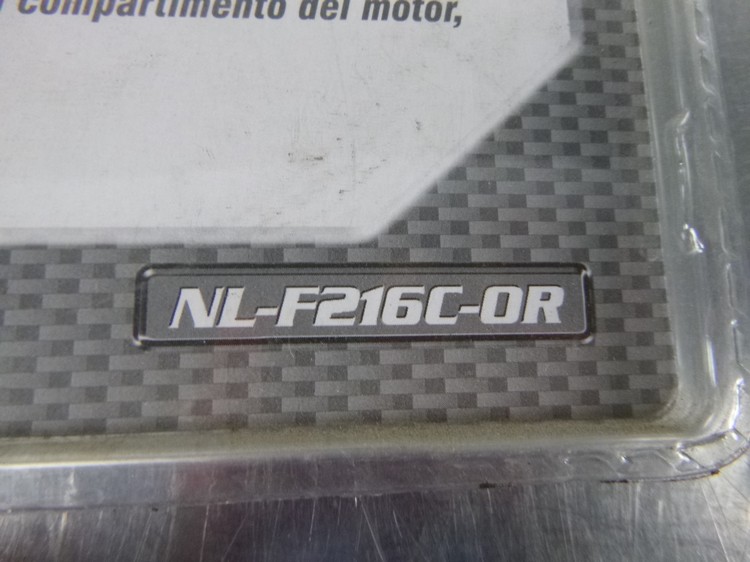 compartimento del motor,
NL-F216C-OR